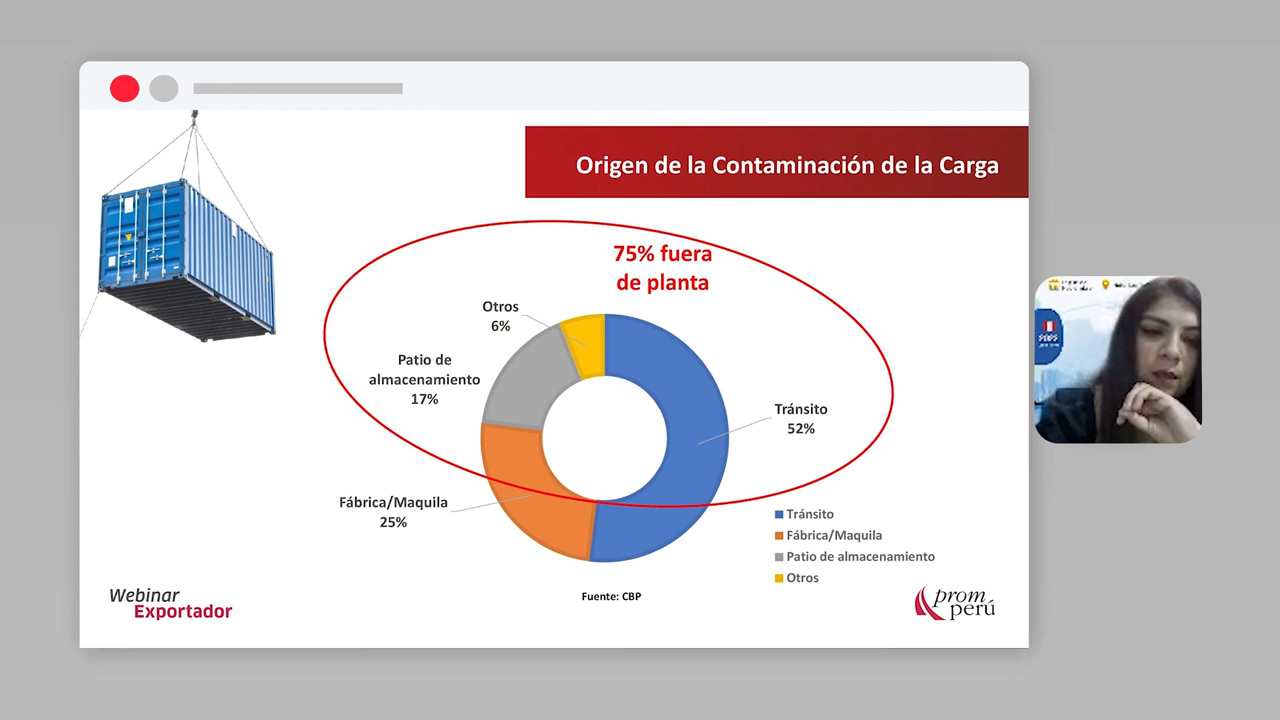 Origen de la Contaminación de la Carga
75% fuera
de planta
Otros
6%
Patio de
almacenamiento
17%
Tránsito
52%
Fábrica/Maquila
25%
Tránsito
Fábrica/Maquila
Patio de almacenamiento
Otros
Fuente: CBP
Webinar
Exportador
prom
perú